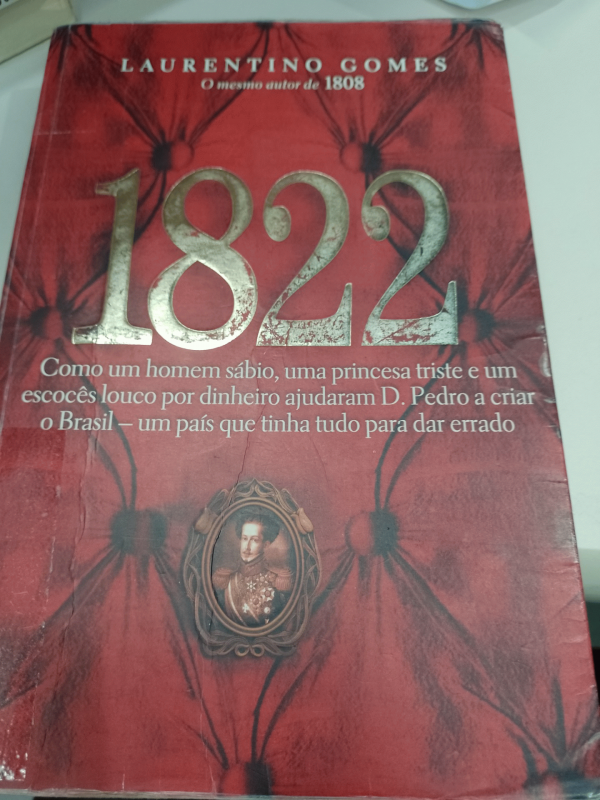 LAURENTINO GOMES
O mesmo autor de 1808
1822
Como um homem sábio, uma princesa triste e um
escocês louco por dinheiro ajudaram D. Pedro a criar
o Brasil – um país que tinha tudo para dar errado